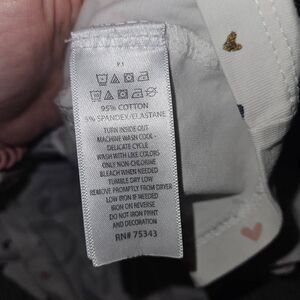 P.1
95% COTTON
5% SPANDEX/ELASTANE
TURN INSIDE OUT
MACHINE WASH COOL -
DELICATE CYCLE
WASH WITH LIKE COLORS
ONLY NON-CHLORINE
BLEACH WHEN NEEDED
TUMBLE DRY LOW
REMOVE PROMPTLY FROM DRYER
LOW IRON IF NEEDED
IRON ON REVERSE
DO NOT IRON PRINT
AND DECORATION
RN# 75343